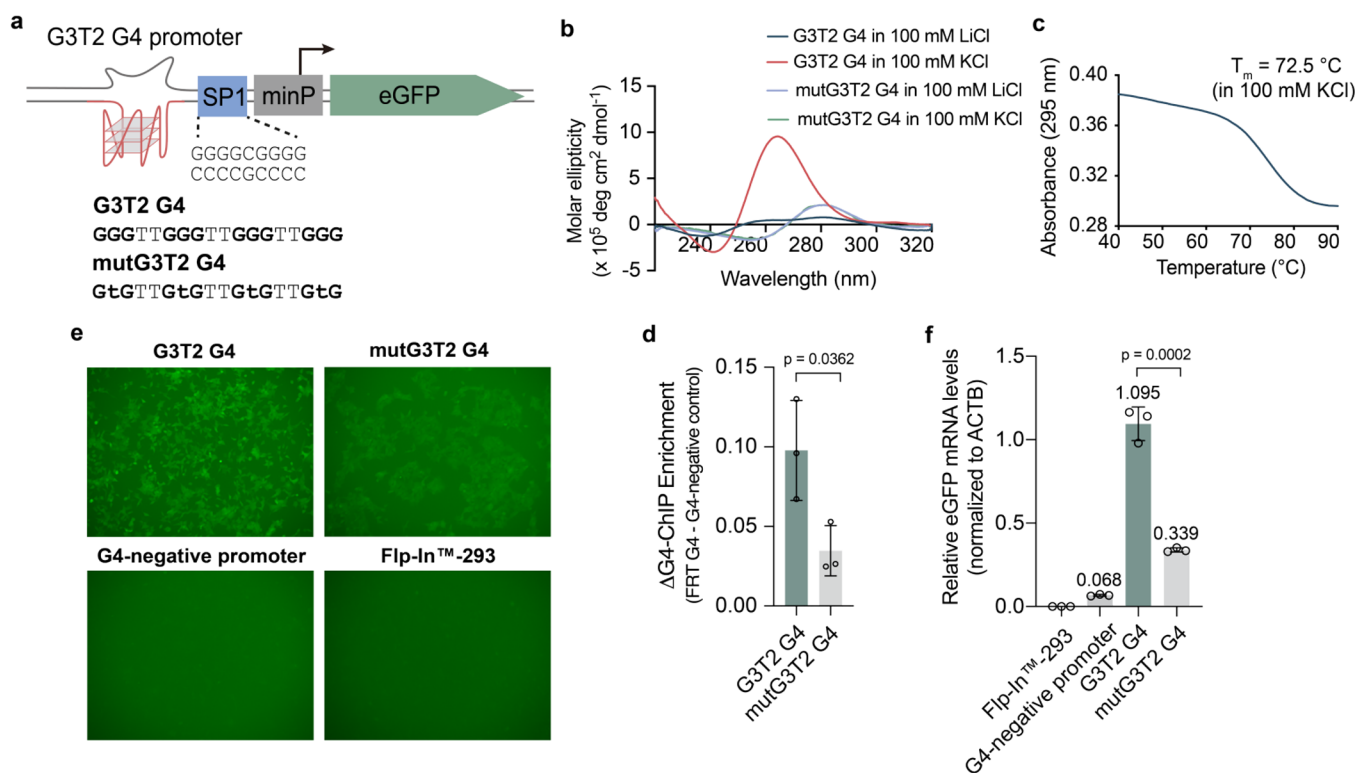 a
G3T2 G4 promoter
SP1
minP
eGFP
GGGGCGGGG
CCCCGCCCC
G3T2 G4
GGGTTGGGTTGGGTTGGG
mutG3T2 G4
GtGTTGtGTTGtGTTGtG
b
G3T2 G4 in 100 mM LiCl
G3T2 G4 in 100 mM KCl
mutG3T2 G4 in 100 mM LiCl
mutG3T2 G4 in 100 mM KCl
Molar ellipticity
(x 10⁵ deg cm² dmol⁻¹)
15
10
5
0
-5
240
260
280
300
320
Wavelength (nm)
c
Tₘ = 72.5 °C
(in 100 mM KCl)
Absorbance (295 nm)
0.40
0.36
0.32
0.28
40
50
60
70
80
90
Temperature (°C)
e
G3T2 G4
mutG3T2 G4
G4-negative promoter
Flp-In™-293
d
ΔG4-ChIP Enrichment
(FRT G4 - G4-negative control)
0.15
0.10
0.05
0.00
p = 0.0362
G3T2 G4
mutG3T2 G4
f
Relative eGFP mRNA levels
(normalized to ACTB)
1.5
1.0
0.5
0.0
p = 0.0002
1.095
0.339
0.068
Flp-In™-293
G4-negative promoter
G3T2 G4
mutG3T2 G4